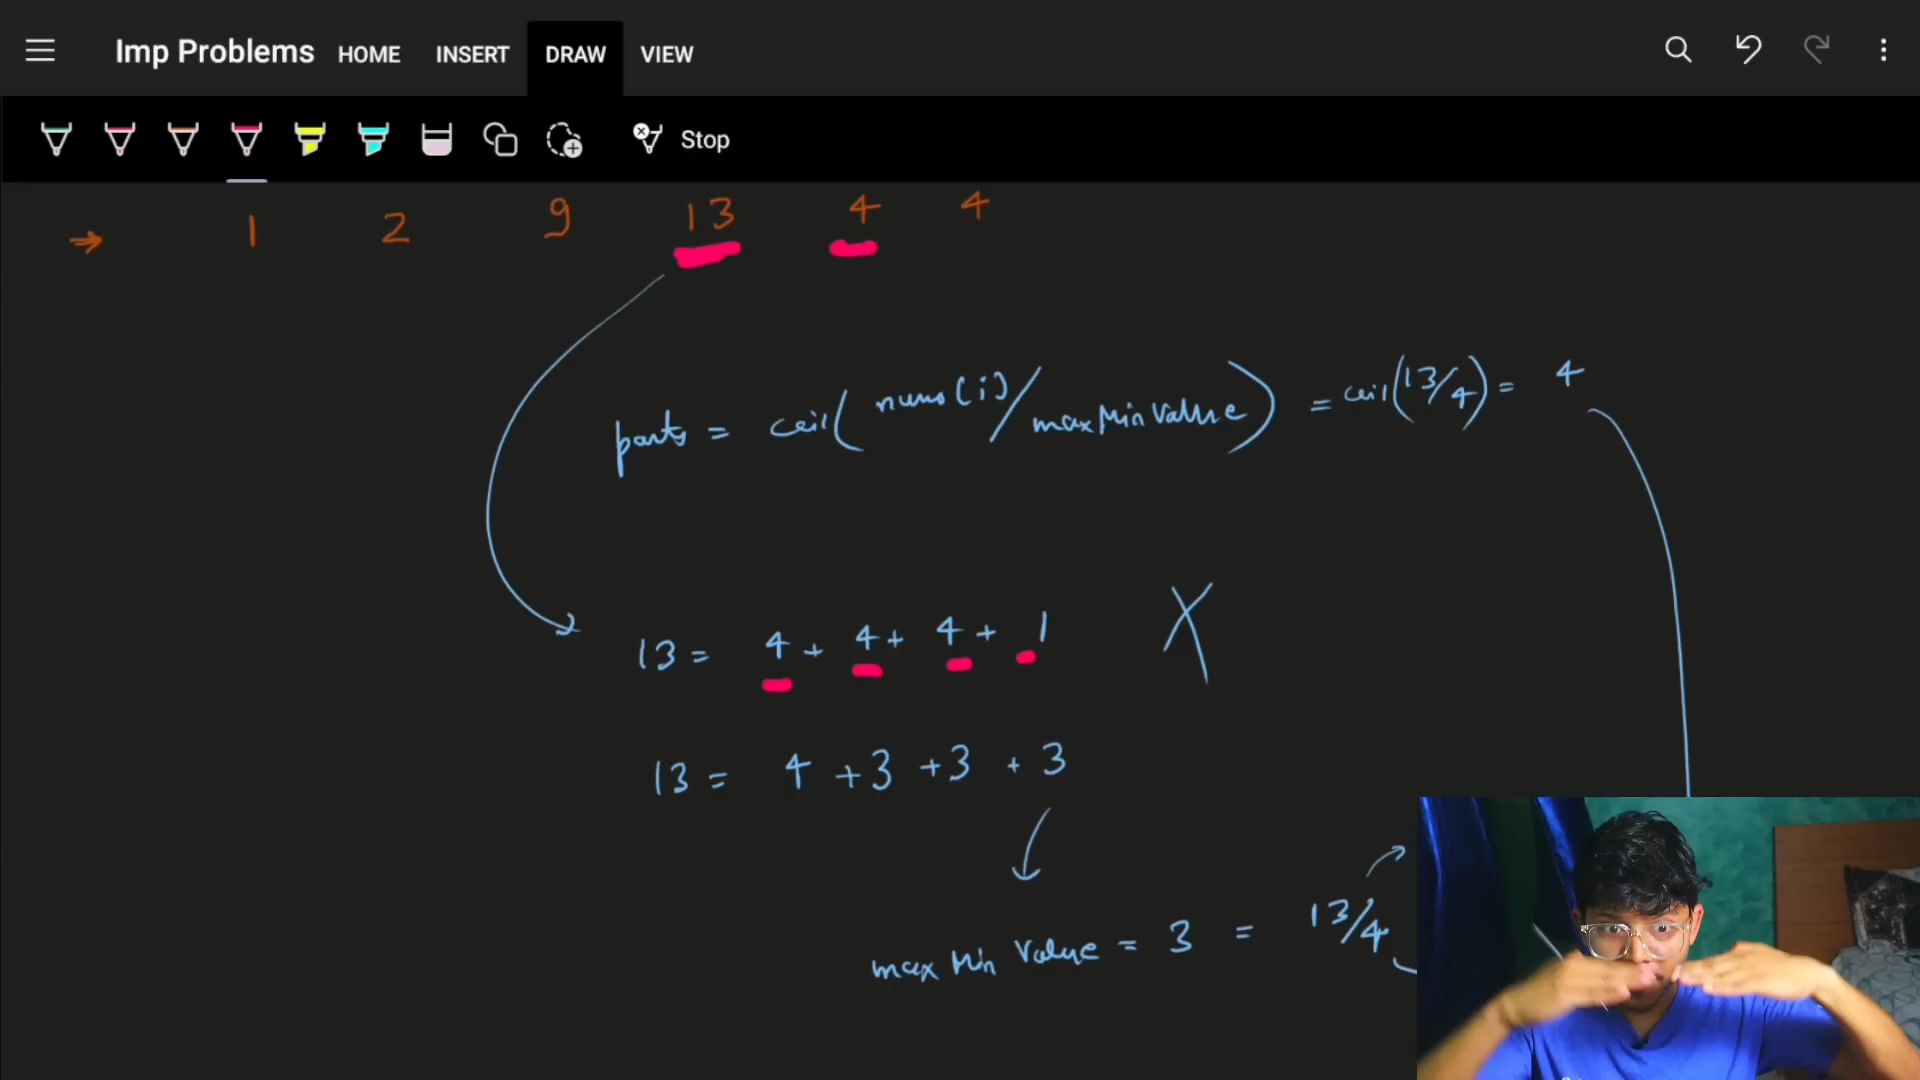 Imp Problems HOME INSERT DRAW VIEW
Stop
1 2 9 13 4 4
parts = ceil( nums(i)/maxMinValue ) = ceil(13/4) = 4
13 = 4 + 4 + 4 + 1 X
13 = 4 + 3 + 3 + 3
max Min Value = 3 = 13/4